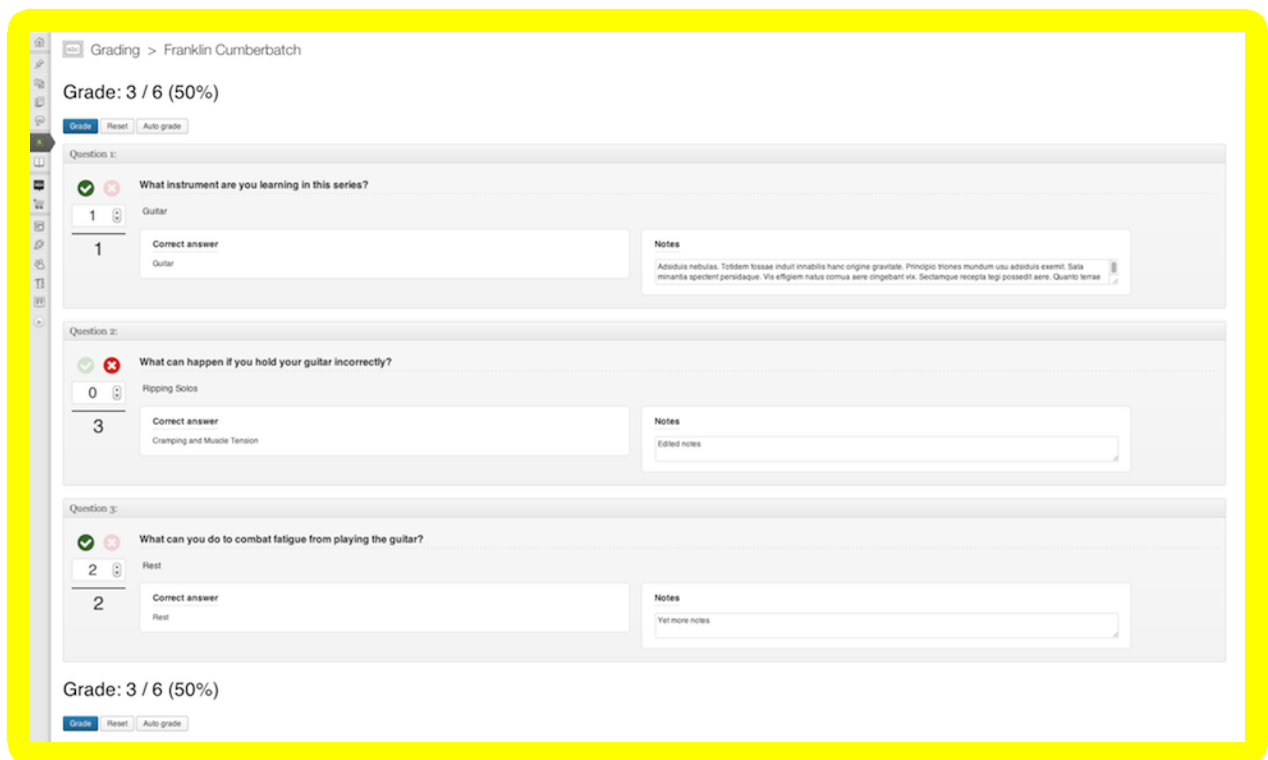 Grading > Franklin Cumberbatch
Grade: 3 / 6 (50%)
Grade Reset Auto grade
Question 1:
What instrument are you learning in this series?
1
Guitar
1
Correct answer
Guitar
Notes
Adsiduis nebulas. Totidem fossae induit innabilis hanc origine gravitate. Principio triones mundum usu adsiduis exemit. Sata
minantia spectent persidaque. Vis effigiem natus cornua aere cingebant vix. Sectamque recepta tegi possedit aere. Quanto terrae
Question 2:
What can happen if you hold your guitar incorrectly?
0
Ripping Solos
3
Correct answer
Cramping and Muscle Tension
Notes
Edited notes
Question 3:
What can you do to combat fatigue from playing the guitar?
2
Rest
2
Correct answer
Rest
Notes
Yet more notes
Grade: 3 / 6 (50%)
Grade Reset Auto grade